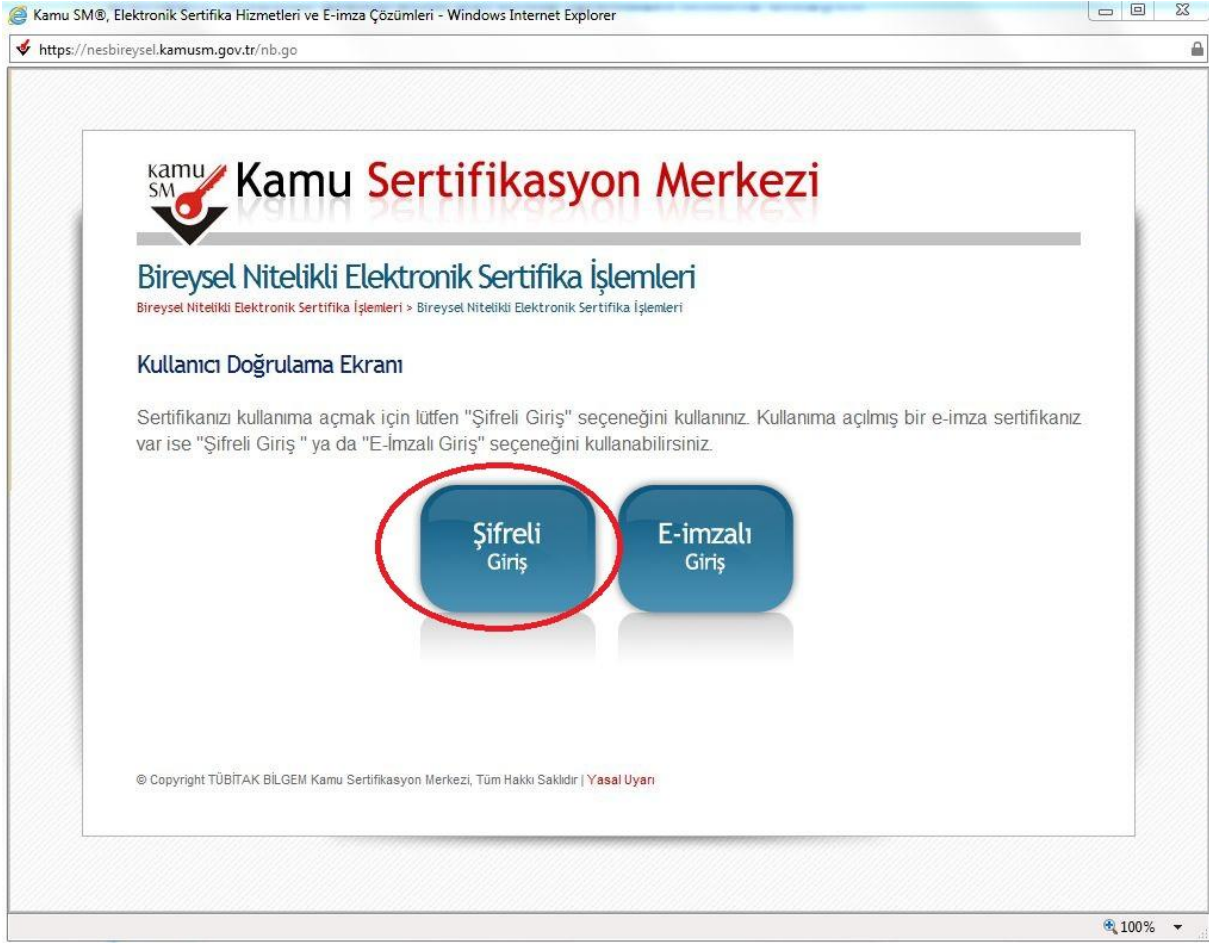 Kamu SM®, Elektronik Sertifika Hizmetleri ve E-imza Çözümleri - Windows Internet Explorer
https://nesbireysel.kamusm.gov.tr/nb.go
Kamu SM
Kamu Sertifikasyon Merkezi
Bireysel Nitelikli Elektronik Sertifika İşlemleri
Bireysel Nitelikli Elektronik Sertifika İşlemleri > Bireysel Nitelikli Elektronik Sertifika İşlemleri
Kullanıcı Doğrulama Ekranı
Sertifikanızı kullanıma açmak için lütfen "Şifreli Giriş" seçeneğini kullanınız. Kullanıma açılmış bir e-imza sertifikanız
var ise "Şifreli Giriş " ya da "E-İmzalı Giriş" seçeneğini kullanabilirsiniz.
Şifreli
Giriş
E-imzalı
Giriş
© Copyright TÜBİTAK BİLGEM Kamu Sertifikasyon Merkezi, Tüm Hakkı Saklıdır | Yasal Uyarı
100%